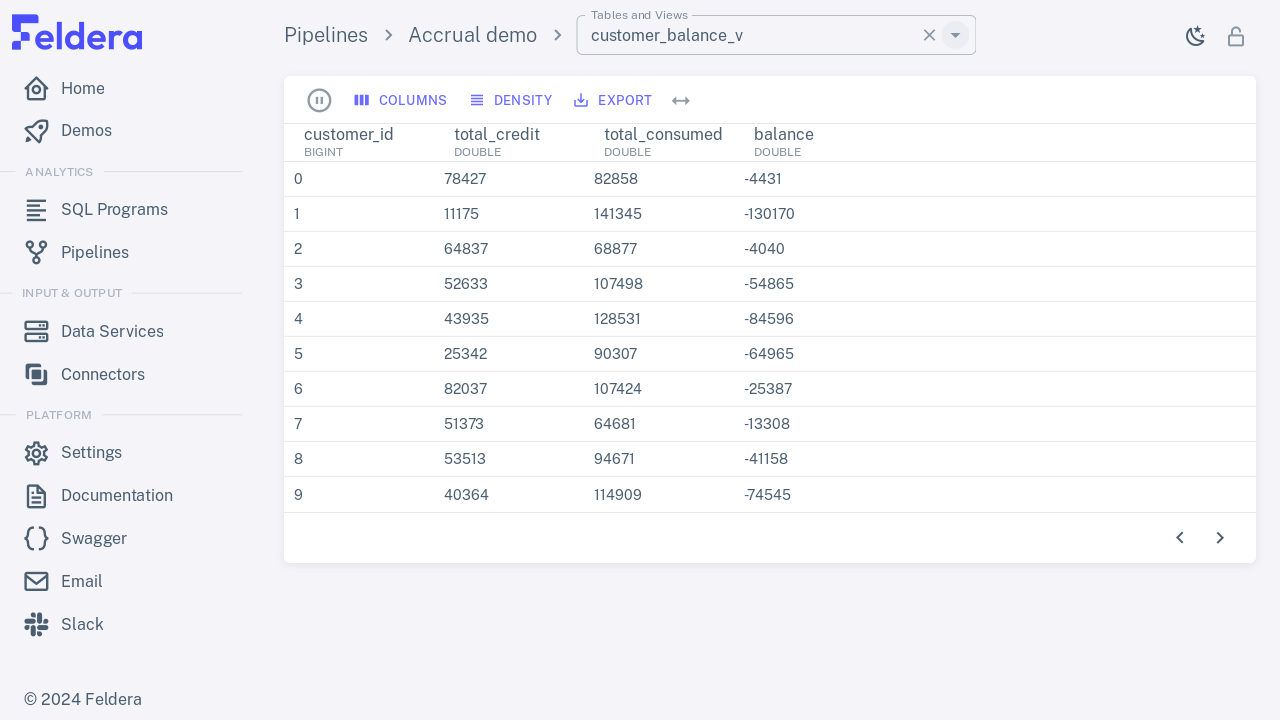 Feldera
Pipelines
Accrual demo
Tables and Views
customer_balance_v
Home
Demos
ANALYTICS
SQL Programs
Pipelines
INPUT & OUTPUT
Data Services
Connectors
PLATFORM
Settings
Documentation
Swagger
Email
Slack
© 2024 Feldera
COLUMNS DENSITY EXPORT
customer_id total_credit total_consumed balance
BIGINT DOUBLE DOUBLE DOUBLE
0 78427 82858 -4431
1 11175 141345 -130170
2 64837 68877 -4040
3 52633 107498 -54865
4 43935 128531 -84596
5 25342 90307 -64965
6 82037 107424 -25387
7 51373 64681 -13308
8 53513 94671 -41158
9 40364 114909 -74545